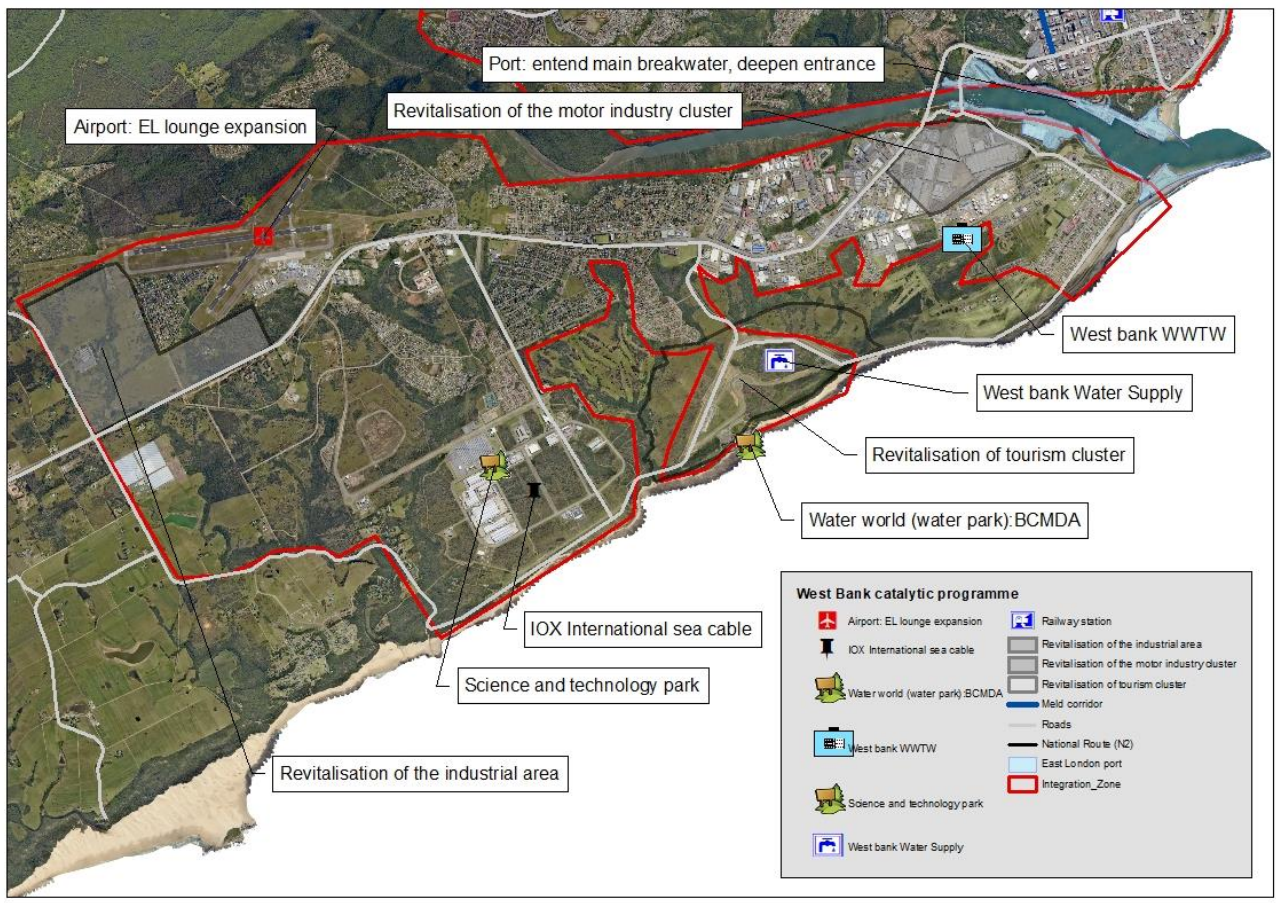 Port: entend main breakwater, deepen entrance
Revitalisation of the motor industry cluster
Airport: EL lounge expansion
West bank WWTW
West bank Water Supply
Revitalisation of tourism cluster
Water world (water park):BCMDA
IOX International sea cable
Science and technology park
Revitalisation of the industrial area
West Bank catalytic programme
Airport: EL lounge expansion
IOX International sea cable
Water world (water park):BCMDA
West bank WWTW
Science and technology park
West bank Water Supply
Railway station
Revitalisation of the industrial area
Revitalisation of the motor industry cluster
Revitalisation of tourism cluster
Meld corridor
Roads
National Route (N2)
East London port
Integration_Zone